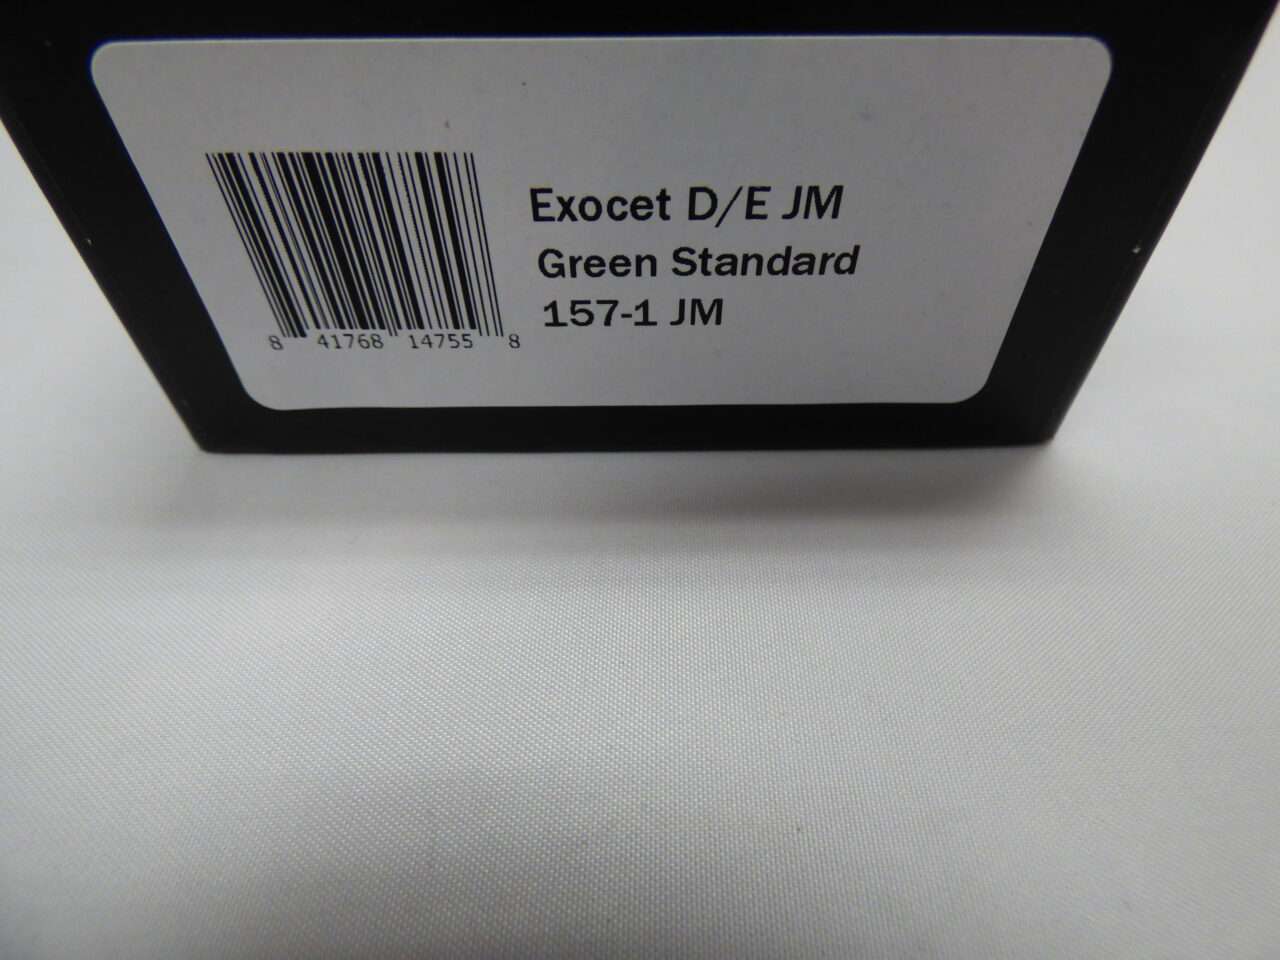 Exocet D/E JM
Green Standard
157-1 JM
8 41768 14755 8